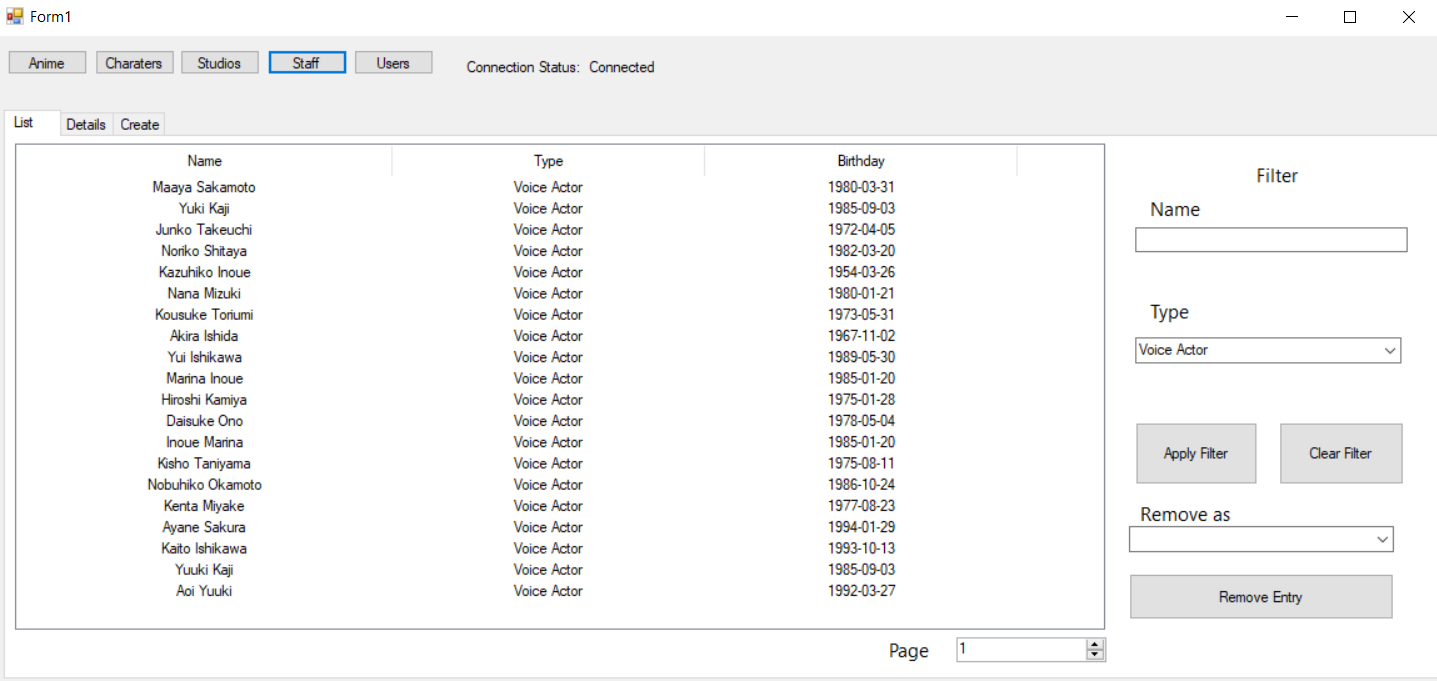 Form1
Anime Charaters Studios Staff Users Connection Status: Connected
List Details Create
Name Type Birthday
Maaya Sakamoto Voice Actor 1980-03-31
Yuki Kaji Voice Actor 1985-09-03
Junko Takeuchi Voice Actor 1972-04-05
Noriko Shitaya Voice Actor 1982-03-20
Kazuhiko Inoue Voice Actor 1954-03-26
Nana Mizuki Voice Actor 1980-01-21
Kousuke Toriumi Voice Actor 1973-05-31
Akira Ishida Voice Actor 1967-11-02
Yui Ishikawa Voice Actor 1989-05-30
Marina Inoue Voice Actor 1985-01-20
Hiroshi Kamiya Voice Actor 1975-01-28
Daisuke Ono Voice Actor 1978-05-04
Inoue Marina Voice Actor 1985-01-20
Kisho Taniyama Voice Actor 1975-08-11
Nobuhiko Okamoto Voice Actor 1986-10-24
Kenta Miyake Voice Actor 1977-08-23
Ayane Sakura Voice Actor 1994-01-29
Kaito Ishikawa Voice Actor 1993-10-13
Yuuki Kaji Voice Actor 1985-09-03
Aoi Yuuki Voice Actor 1992-03-27
Page 1
Filter
Name
Type
Voice Actor
Apply Filter Clear Filter
Remove as
Remove Entry